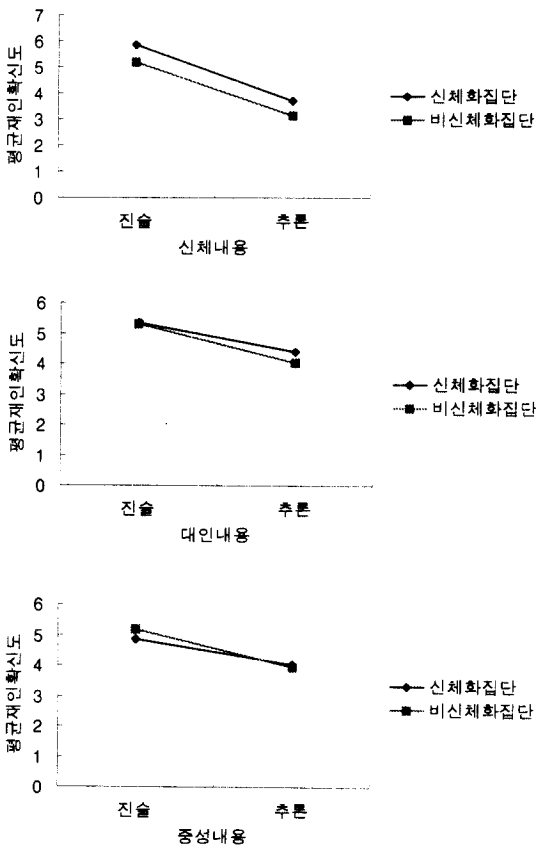 평균재인확신도
7
6
5
4
3
2
1
0
진술 추론
신체내용
신체화집단
비신체화집단
평균재인확신도
6
5
4
3
2
1
0
진술 추론
대인내용
신체화집단
비신체화집단
평균재인확신도
6
5
4
3
2
1
0
진술 추론
중성내용
신체화집단
비신체화집단